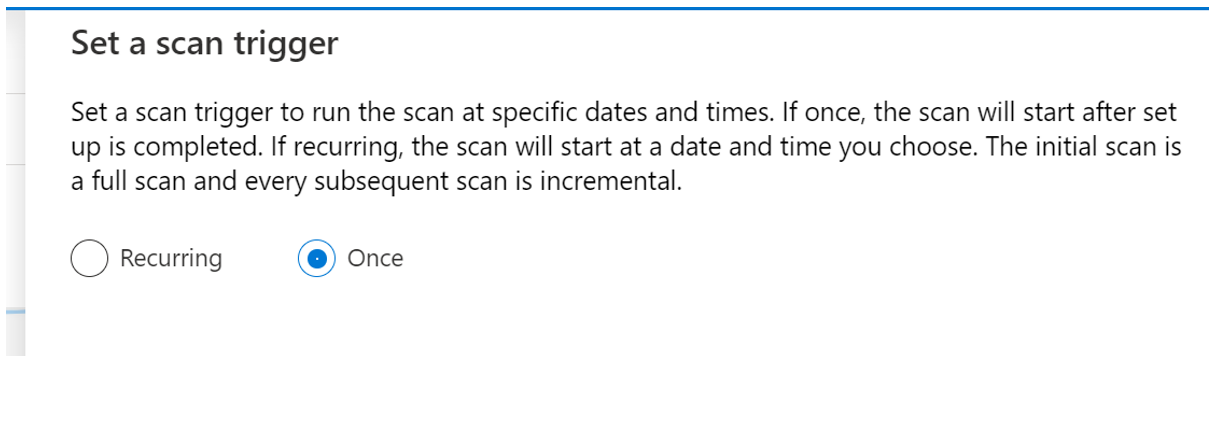 Set a scan trigger
Set a scan trigger to run the scan at specific dates and times. If once, the scan will start after set
up is completed. If recurring, the scan will start at a date and time you choose. The initial scan is
a full scan and every subsequent scan is incremental.
Recurring Once